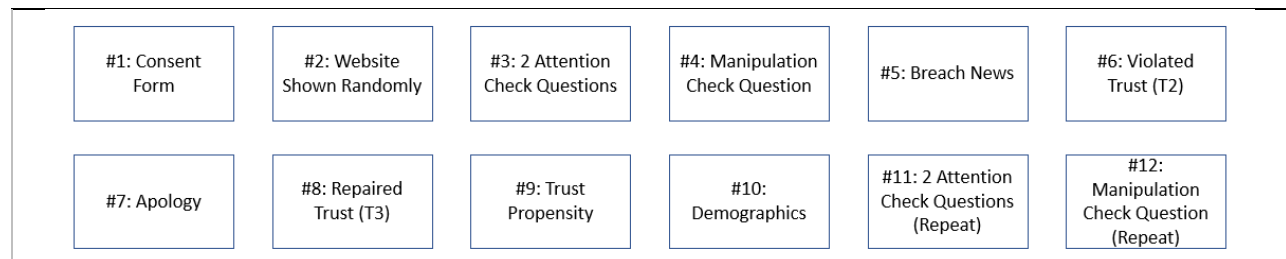 #1: Consent
Form
#2: Website
Shown Randomly
#3: 2 Attention
Check Questions
#4: Manipulation
Check Question
#5: Breach News
#6: Violated
Trust (T2)
#7: Apology
#8: Repaired
Trust (T3)
#9: Trust
Propensity
#10:
Demographics
#11: 2 Attention
Check Questions
(Repeat)
#12:
Manipulation
Check Question
(Repeat)